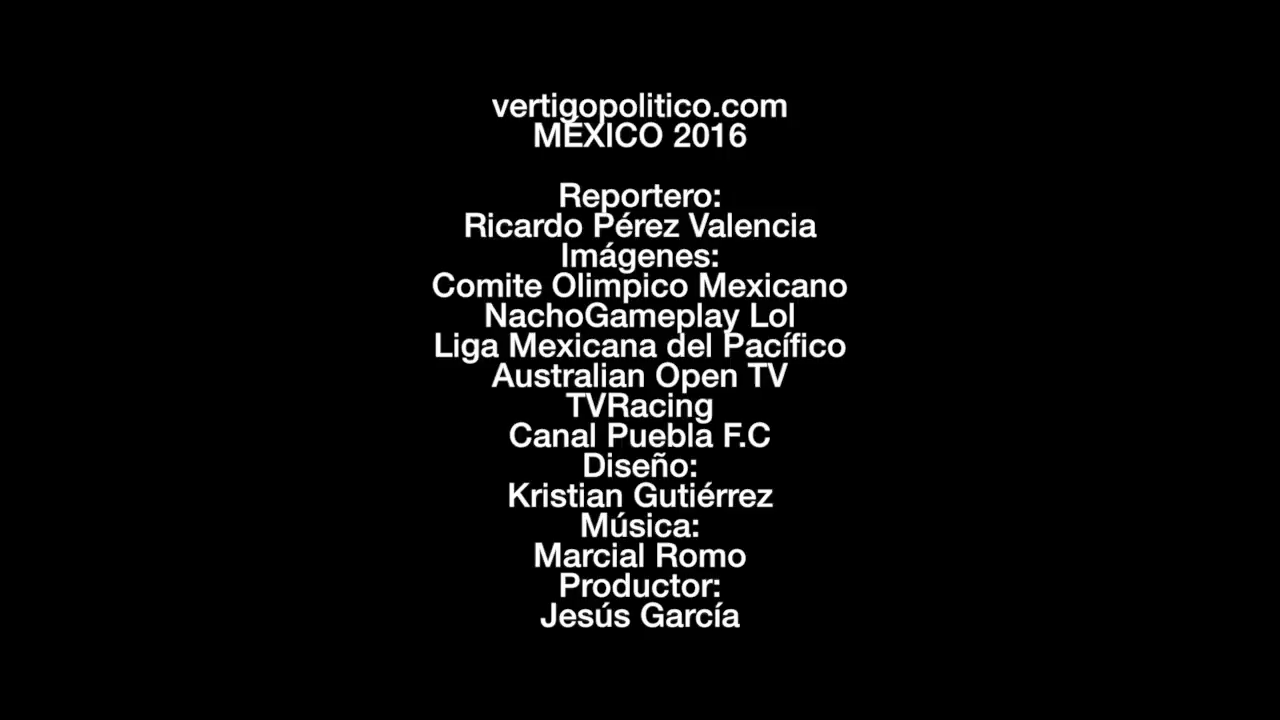 vertigopolitico.com
MÉXICO 2016
Reportero:
Ricardo Pérez Valencia
Imágenes:
Comite Olimpico Mexicano
NachoGameplay Lol
Liga Mexicana del Pacífico
Australian Open TV
TVRacing
Canal Puebla F.C
Diseño:
Kristian Gutiérrez
Música:
Marcial Romo
Productor:
Jesús García